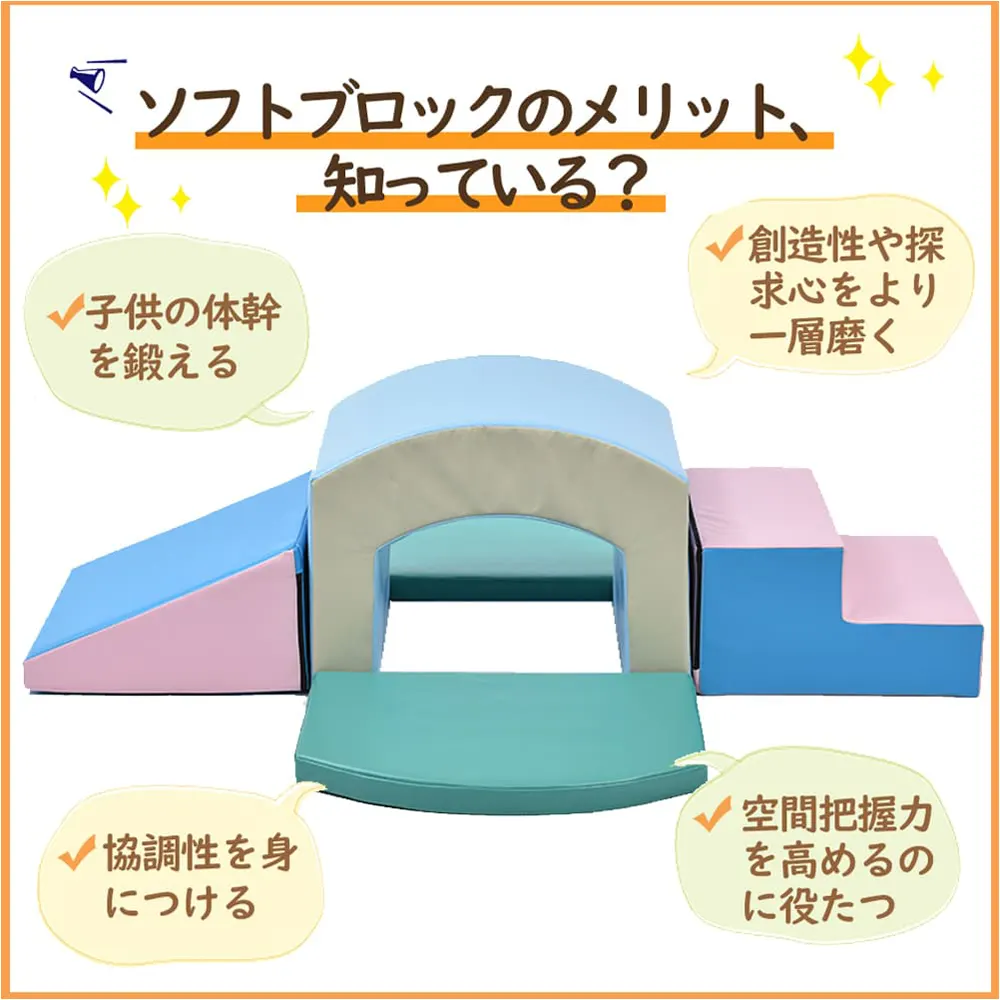 ソフトブロックのメリット、
知っている？
子供の体幹
を鍛える
創造性や探
求心をより
一層磨く
協調性を身
につける
空間把握力
を高めるの
に役たつ